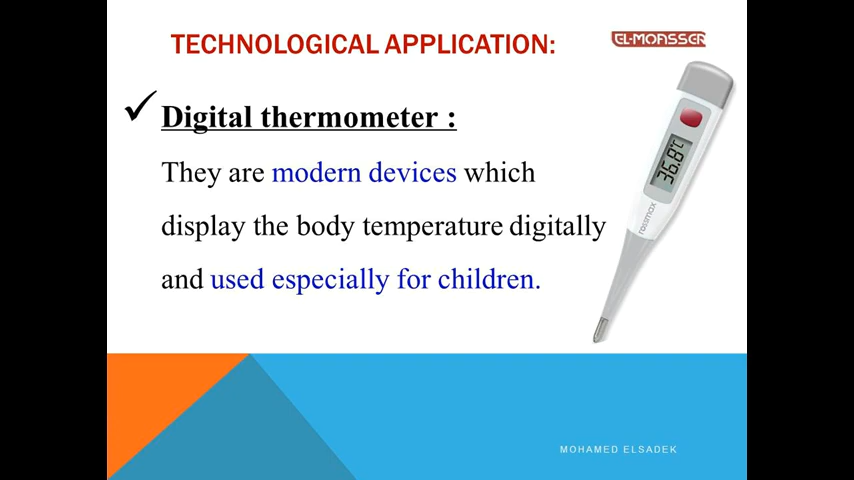 TECHNOLOGICAL APPLICATION:
EL-MOASSER
✓ Digital thermometer :
They are modern devices which
display the body temperature digitally
and used especially for children.
36.8°C
rossmax
MOHAMED ELSADEK